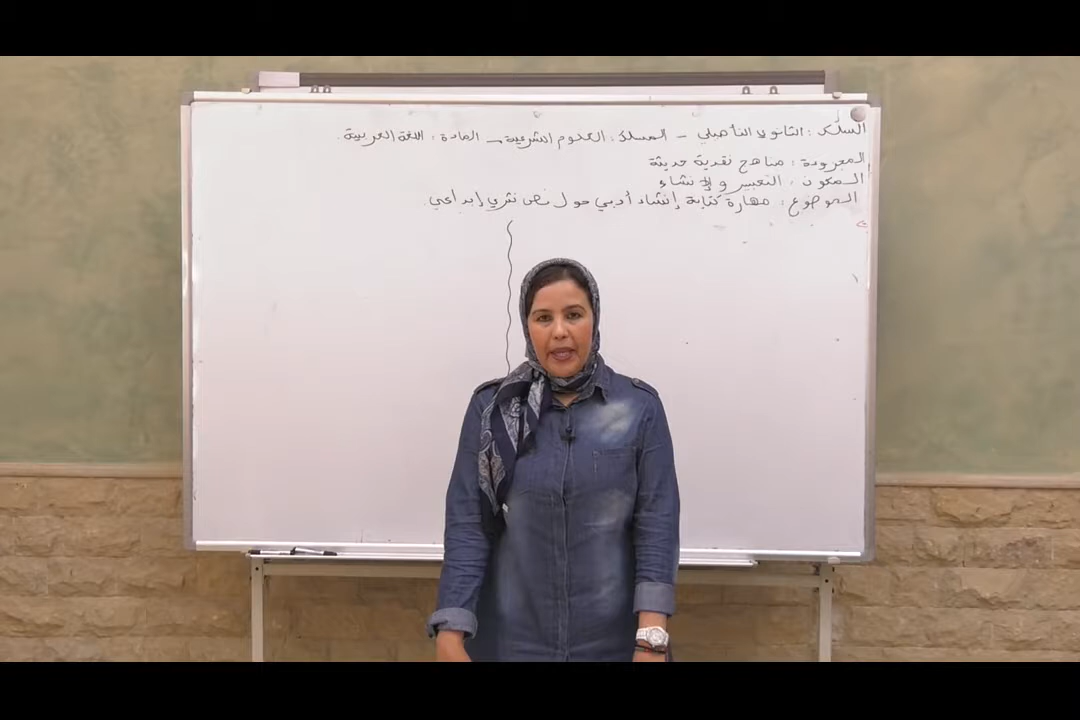 السلك : الثانوي التأهيلي - المسلك : العلوم الشرعية - المادة : اللغة العربية.
المجزوءة : مناهج نقدية حديثة
المكون : التعبير والإنشاء
الموضوع : مهارة كتابة إنشاء أدبي حول نص نثري إبداعي.